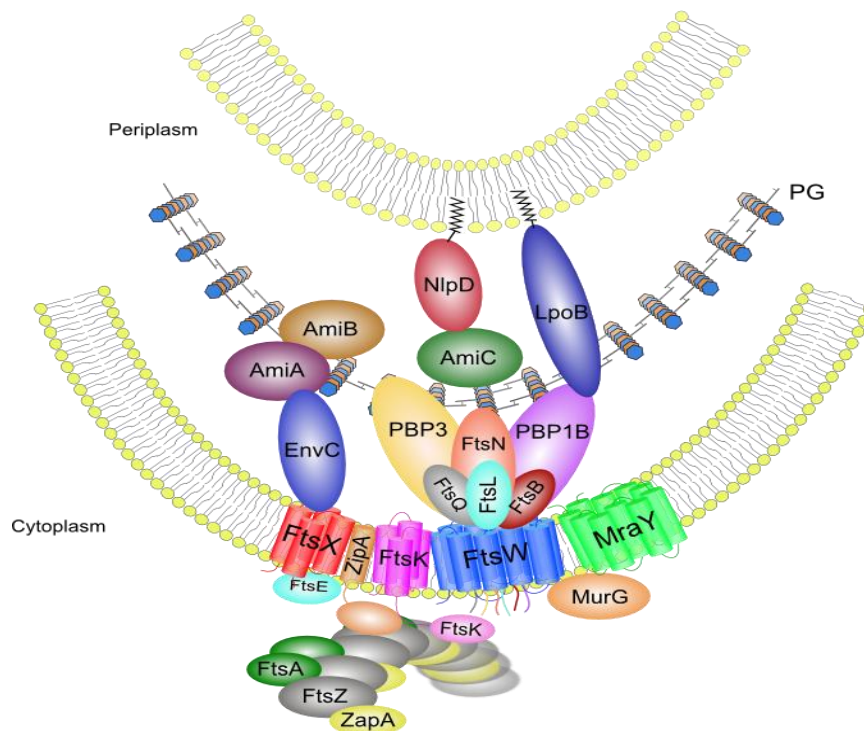 Periplasm
PG
NlpD
LpoB
AmiB
AmiC
AmiA
PBP3
FtsN
PBP1B
EnvC
FtsQ
FtsL
FtsB
Cytoplasm
FtsX
ZipA
FtsK
FtsW
MraY
FtsE
MurG
FtsK
FtsA
FtsZ
ZapA